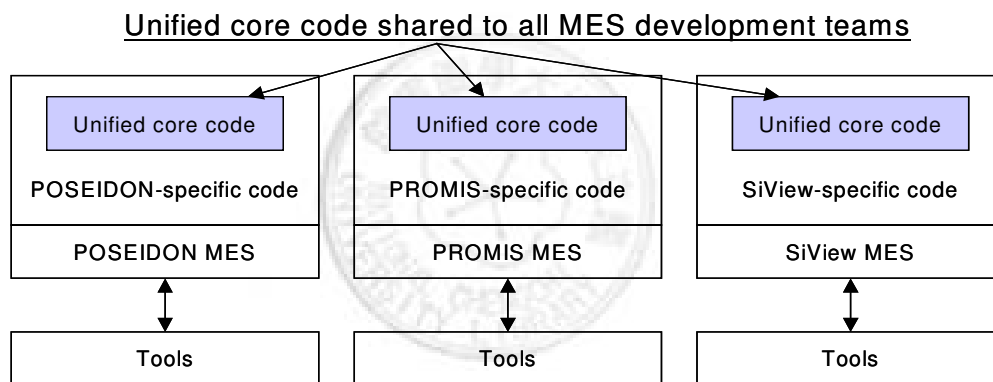 Unified core code shared to all MES development teams
Unified core code
Unified core code
Unified core code
POSEIDON-specific code
PROMIS-specific code
SiView-specific code
POSEIDON MES
PROMIS MES
SiView MES
Tools
Tools
Tools